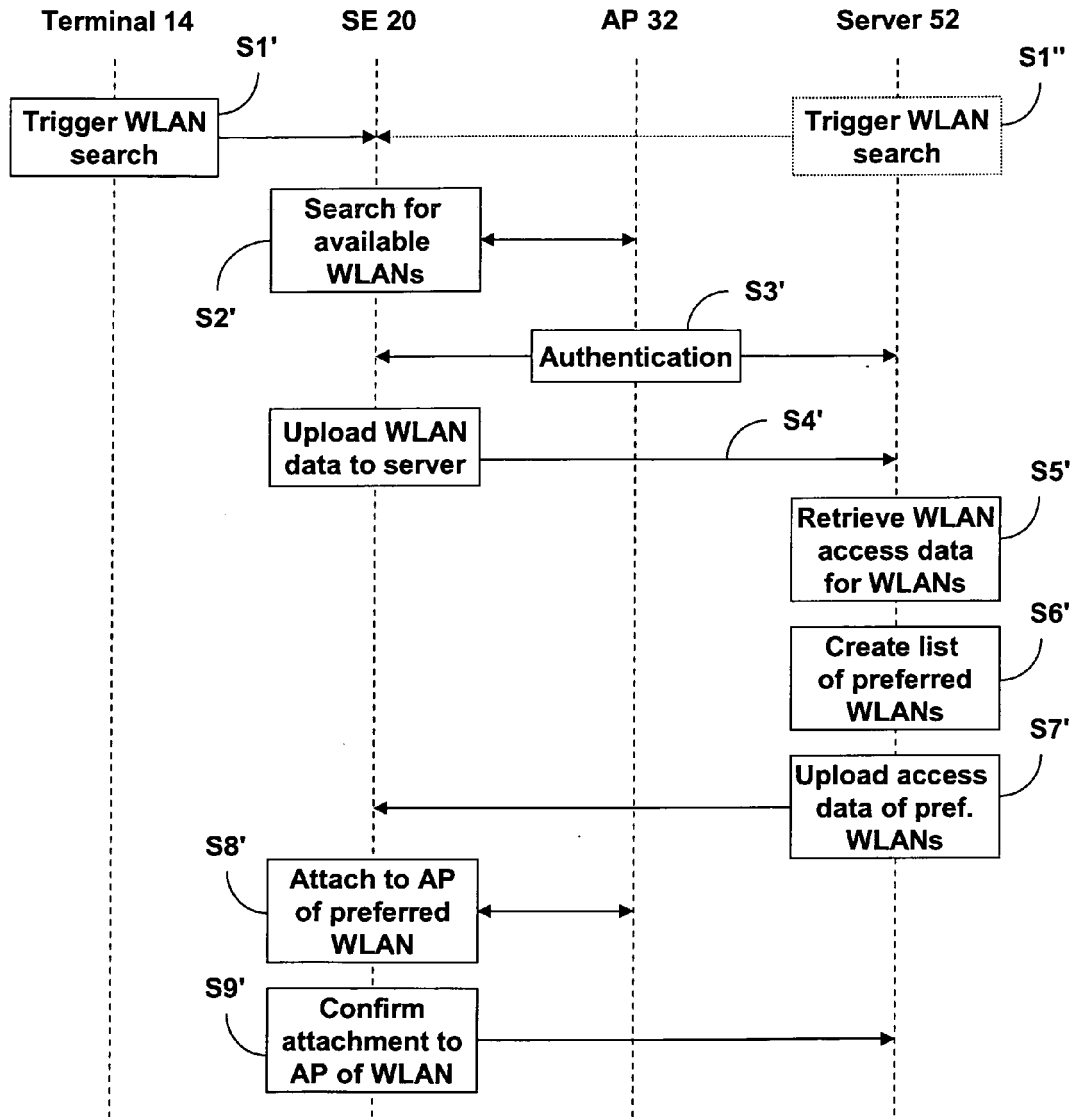 Terminal 14
SE 20
AP 32
Server 52
S1'
S1"
Trigger WLAN
search
Trigger WLAN
search
Search for
available
WLANs
S2'
S3'
Authentication
Upload WLAN
data to server
S4'
S5'
Retrieve WLAN
access data
for WLANs
S6'
Create list
of preferred
WLANs
S7'
Upload access
data of pref.
WLANs
S8'
Attach to AP
of preferred
WLAN
S9'
Confirm
attachment to
AP of WLAN